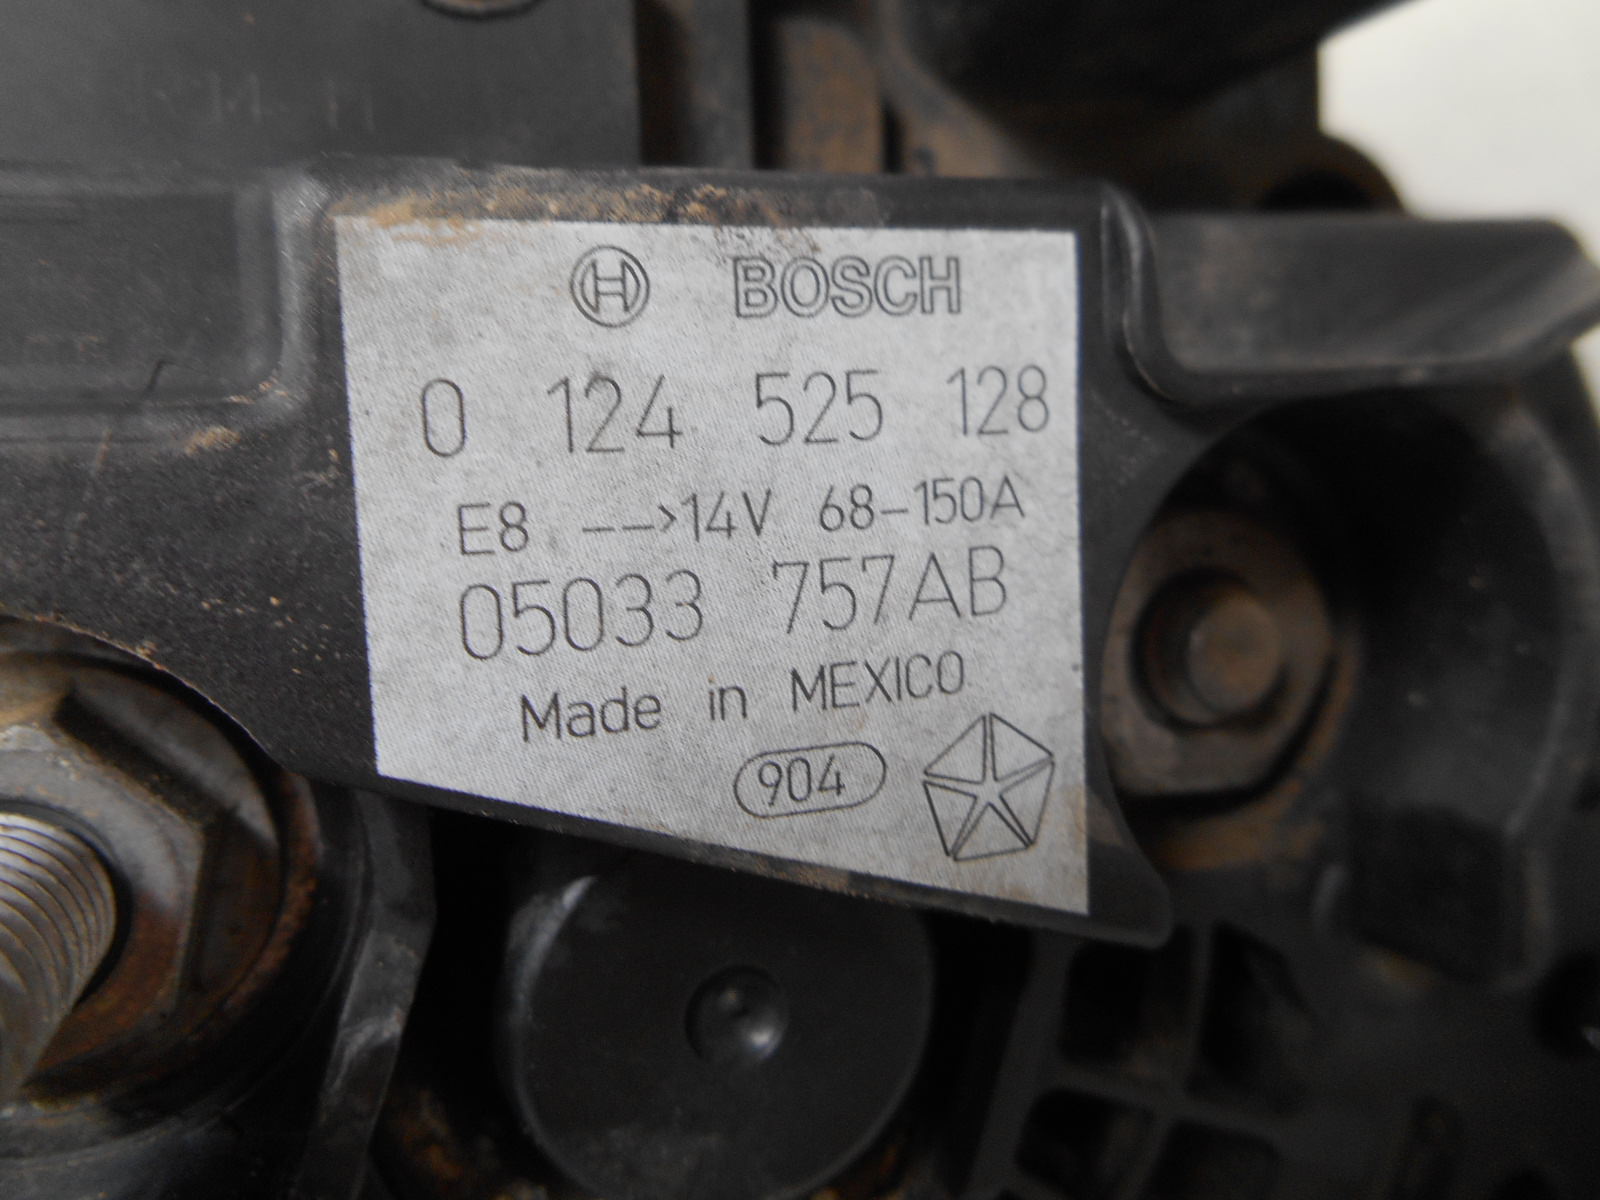 BOSCH
0 124 525 128
E8 -->14V 68-150A
05033 757AB
Made in MEXICO
904